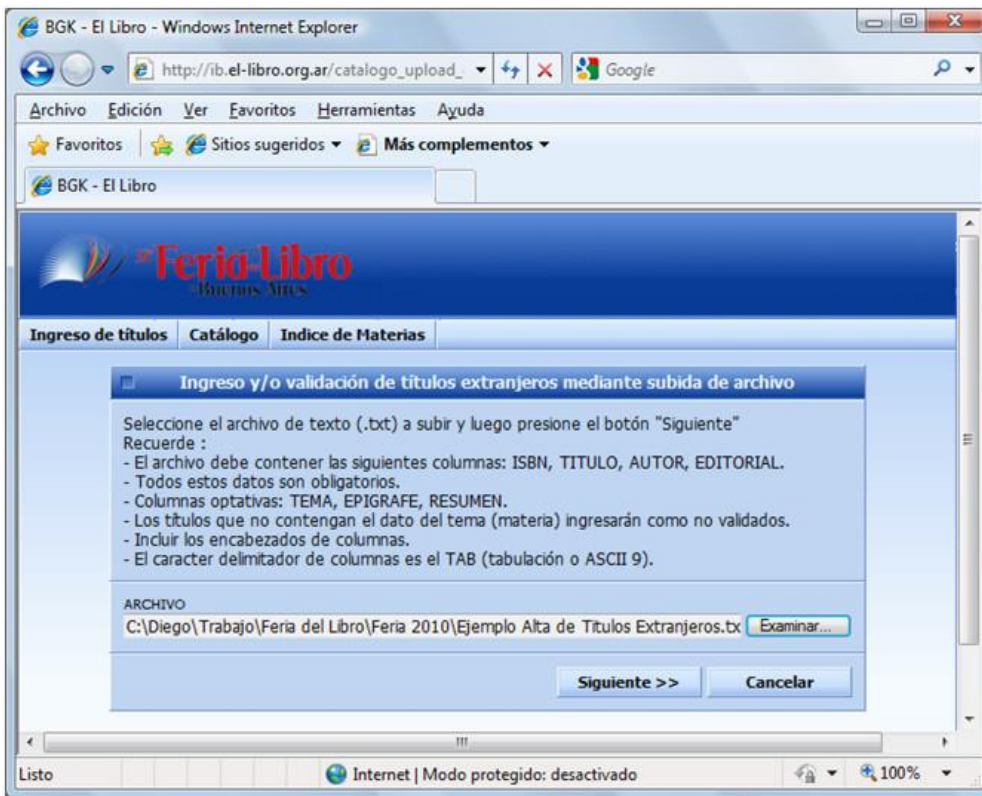 BGK - El Libro - Windows Internet Explorer
http://ib.el-libro.org.ar/catalogo_upload_
Google
Archivo Edición Ver Favoritos Herramientas Ayuda
Favoritos Sitios sugeridos Más complementos
BGK - El Libro
Feria-Libro
Buenos Aires
Ingreso de títulos Catálogo Indice de Materias
Ingreso y/o validación de títulos extranjeros mediante subida de archivo
Seleccione el archivo de texto (.txt) a subir y luego presione el botón "Siguiente"
Recuerde :
- El archivo debe contener las siguientes columnas: ISBN, TITULO, AUTOR, EDITORIAL.
- Todos estos datos son obligatorios.
- Columnas optativas: TEMA, EPIGRAFE, RESUMEN.
- Los títulos que no contengan el dato del tema (materia) ingresarán como no validados.
- Incluir los encabezados de columnas.
- El caracter delimitador de columnas es el TAB (tabulación o ASCII 9).
ARCHIVO
C:\Diego\Trabajo\Feria del Libro\Feria 2010\Ejemplo Alta de Titulos Extranjeros.tx Examinar...
Siguiente >> Cancelar
Listo Internet | Modo protegido: desactivado 100%